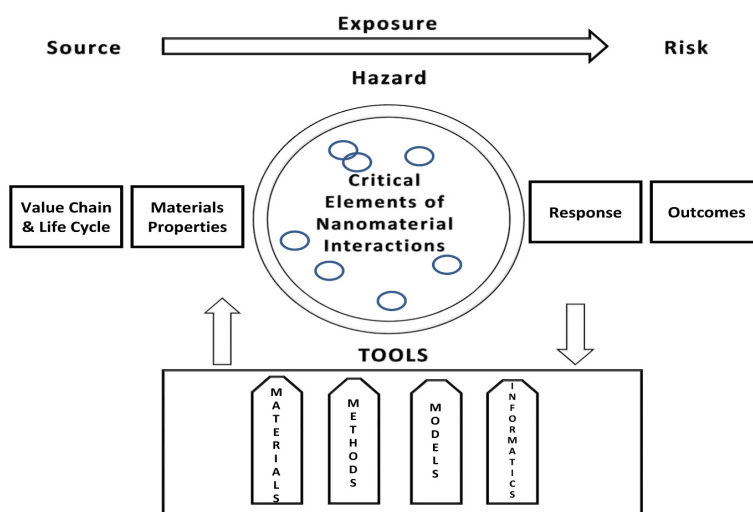 Exposure
Source
Risk
Hazard
Critical
Elements of
Nanomaterial
Interactions
Value Chain
& Life Cycle
Materials
Properties
Response
Outcomes
TOOLS
MATERIALS
METHODS
MODELS
INFORMATICS